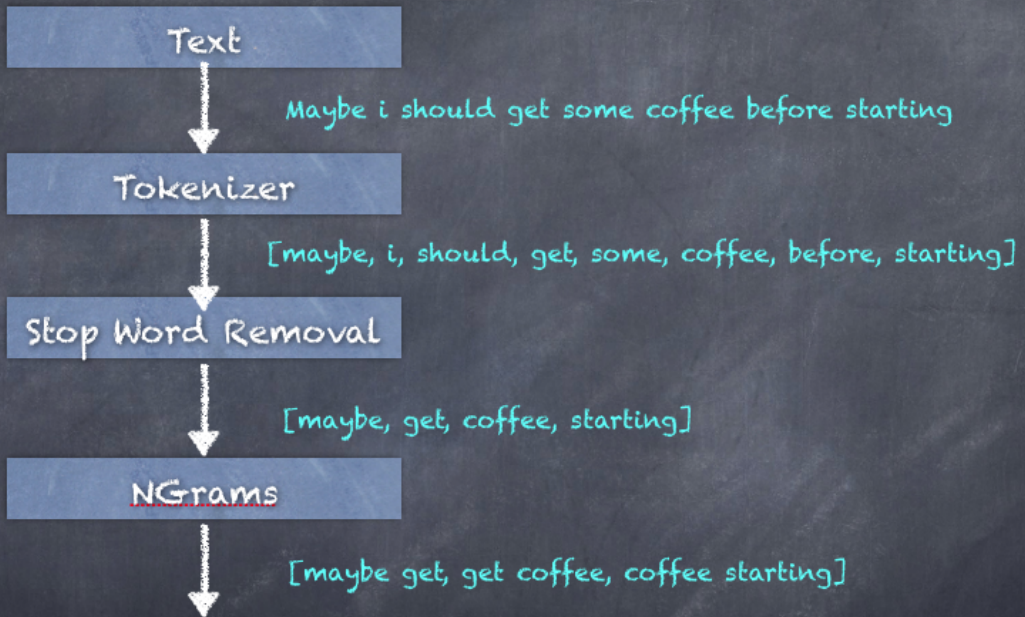 Text
Maybe i should get some coffee before starting
Tokenizer
[maybe, i, should, get, some, coffee, before, starting]
Stop Word Removal
[maybe, get, coffee, starting]
NGrams
[maybe get, get coffee, coffee starting]